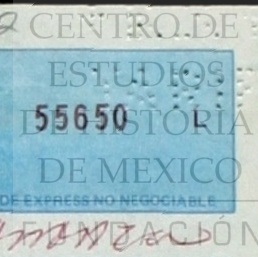 CENTRO DE
ESTUDIOS
55650 L
DE HISTORIA
DE MEXICO
DE EXPRESS NO NEGOCIABLE
FUNDACIÓN